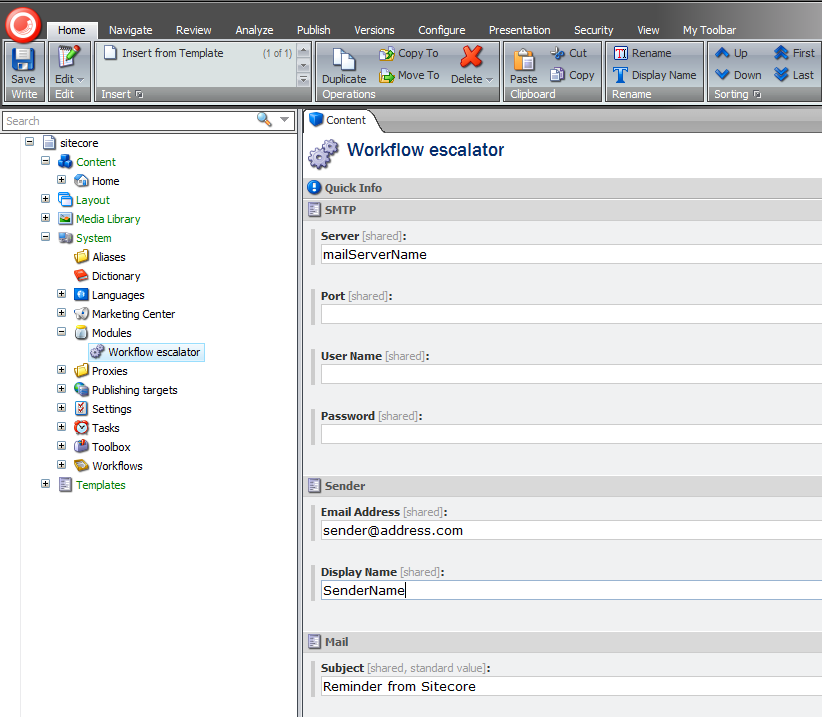 Home Navigate Review Analyze Publish Versions Configure Presentation Security View My Toolbar
Save
Write
Edit
Edit
Insert from Template (1 of 1)
Insert
Duplicate
Copy To
Move To
Delete
Operations
Paste
Cut
Copy
Clipboard
Rename
Display Name
Rename
Up
Down
First
Last
Sorting
Search
sitecore
Content
Home
Layout
Media Library
System
Aliases
Dictionary
Languages
Marketing Center
Modules
Workflow escalator
Proxies
Publishing targets
Settings
Tasks
Toolbox
Workflows
Templates
Content
Workflow escalator
Quick Info
SMTP
Server [shared]:
mailServerName
Port [shared]:
User Name [shared]:
Password [shared]:
Sender
Email Address [shared]:
sender@address.com
Display Name [shared]:
SenderName
Mail
Subject [shared, standard value]:
Reminder from Sitecore